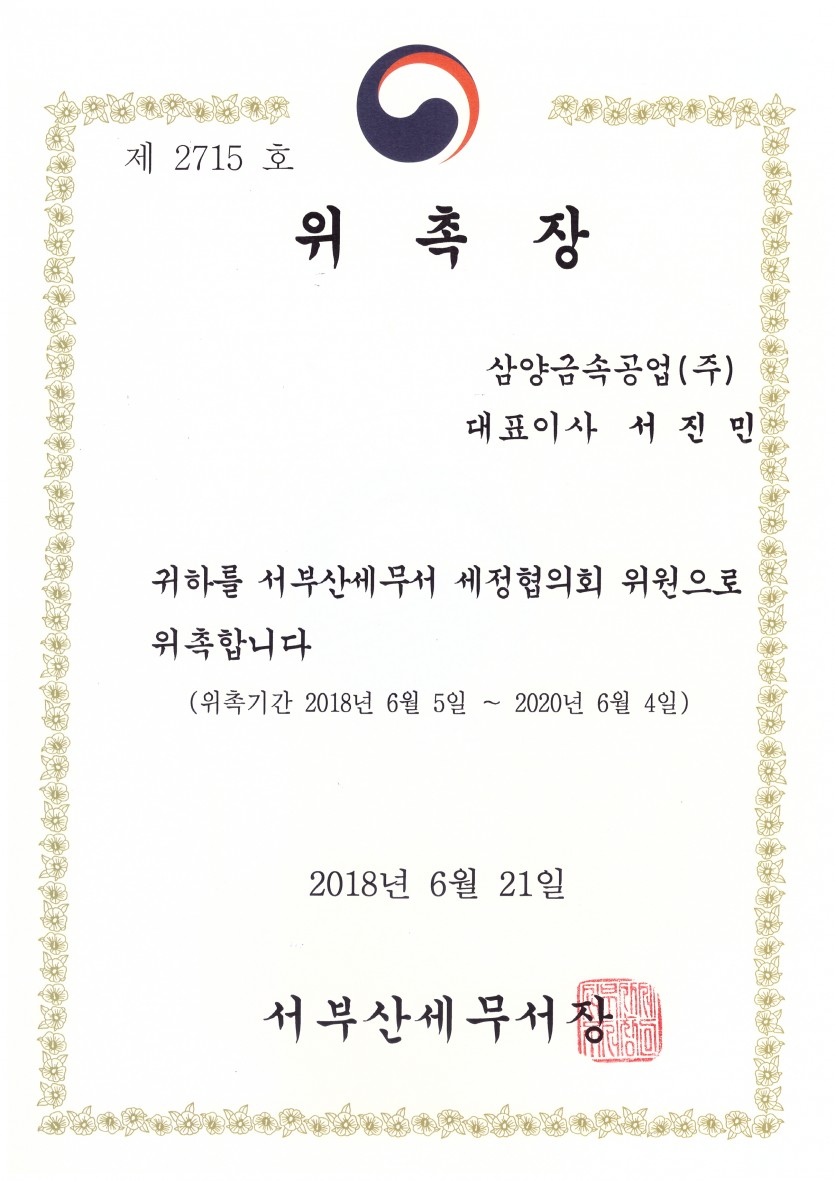 제 2715 호
위 촉 장
삼양금속공업(주)
대표이사 서 진 민
귀하를 서부산세무서 세정협의회 위원으로
위촉합니다
(위촉기간 2018년 6월 5일 ~ 2020년 6월 4일)
2018년 6월 21일
서부산세무서장